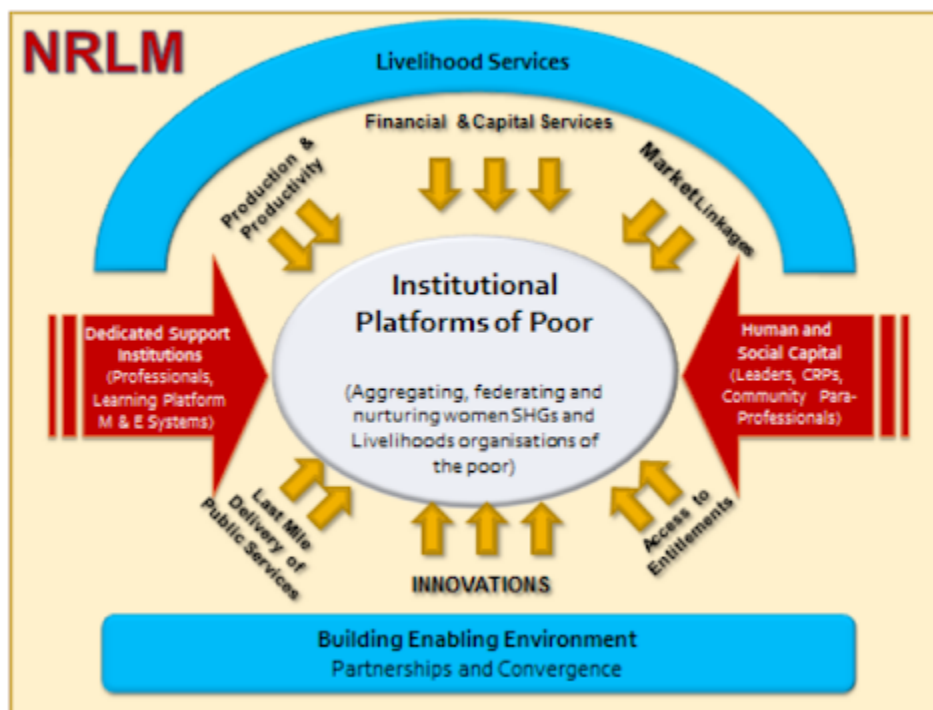 NRLM
Livelihood Services
Financial & Capital Services
Production &
Productivity
Market Linkages
Institutional
Platforms of Poor
(Aggregating, federating and
nurturing women SHGs and
Livelihoods organisations of
the poor)
Dedicated Support
Institutions
(Professionals,
Learning Platform
M & E Systems)
Human and
Social Capital
(Leaders, CRPs,
Community Para-
Professionals)
Last Mile
Delivery of
Public Services
INNOVATIONS
Access to
Entitlements
Building Enabling Environment
Partnerships and Convergence